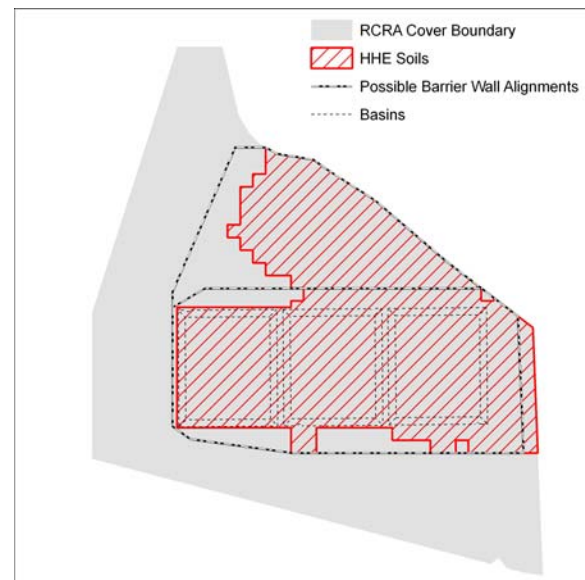 RCRA Cover Boundary
HHE Soils
Possible Barrier Wall Alignments
Basins